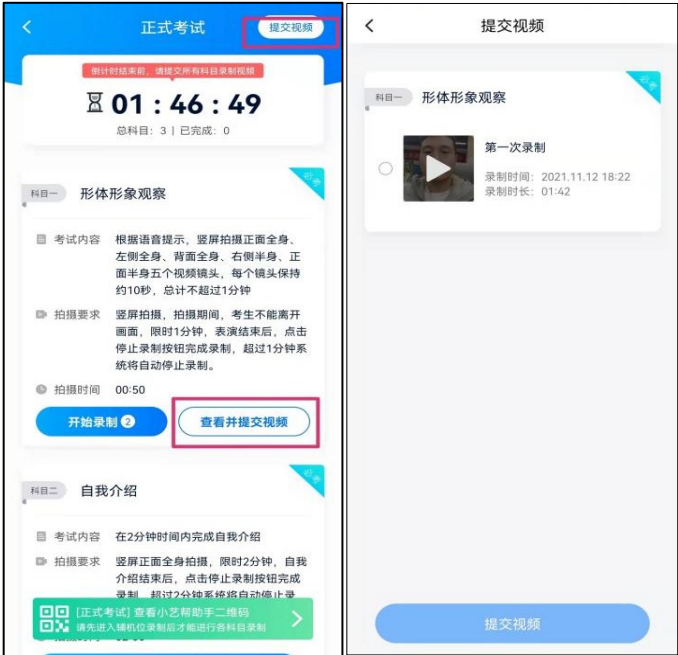 正式考试
提交视频
倒计时结束前，请提交所有科目录制视频
01 : 46 : 49
总科目：3 | 已完成：0
必考
科目一
形体形象观察
考试内容
根据语音提示，竖屏拍摄正面全身、
左侧全身、背面全身、右侧半身、正
面半身五个视频镜头，每个镜头保持
约10秒，总计不超过1分钟
拍摄要求
竖屏拍摄，拍摄期间，考生不能离开
画面，限时1分钟，表演结束后，点击
停止录制按钮完成录制，超过1分钟系
统将自动停止录制。
拍摄时间
00:50
开始录制 2
查看并提交视频
必考
科目二
自我介绍
考试内容
在2分钟时间内完成自我介绍
拍摄要求
竖屏正面全身拍摄，限时2分钟，自我
介绍结束后，点击停止录制按钮完成
录制，超过2分钟系统将自动停止录
[正式考试] 查看小艺帮助手二维码
请先进入辅机位录制后才能进行各科目录制
提交视频
必考
科目一
形体形象观察
第一次录制
录制时间：2021.11.12 18:22
录制时长：01:42
提交视频